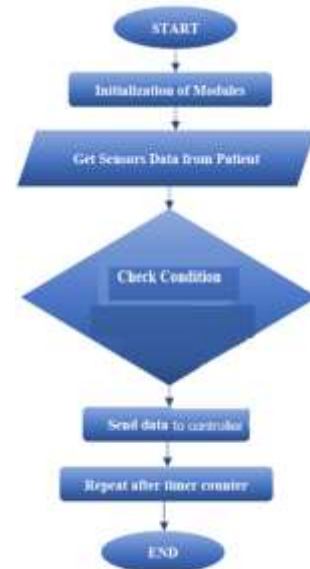 START
Initialization of Modules
Get Sensors Data from Patient
Check Condition
Send data to controller
Repeat after timer counter
END